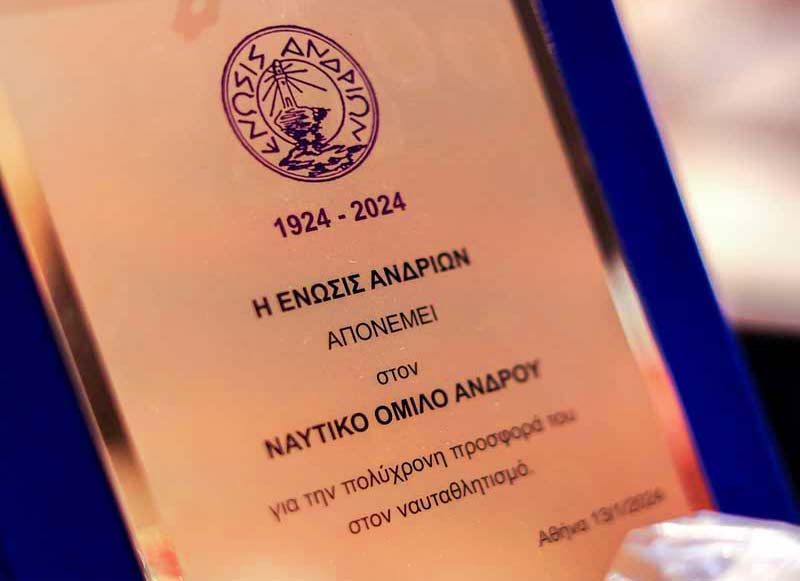 ΕΝΩΣΙΣ ΑΝΔΡΙΩΝ
1924 - 2024
Η ΕΝΩΣΙΣ ΑΝΔΡΙΩΝ
ΑΠΟΝΕΜΕΙ
στον
ΝΑΥΤΙΚΟ ΟΜΙΛΟ ΑΝΔΡΟΥ
για την πολύχρονη προσφορά του
στον ναυταθλητισμό.
Αθήνα 13/1/2024